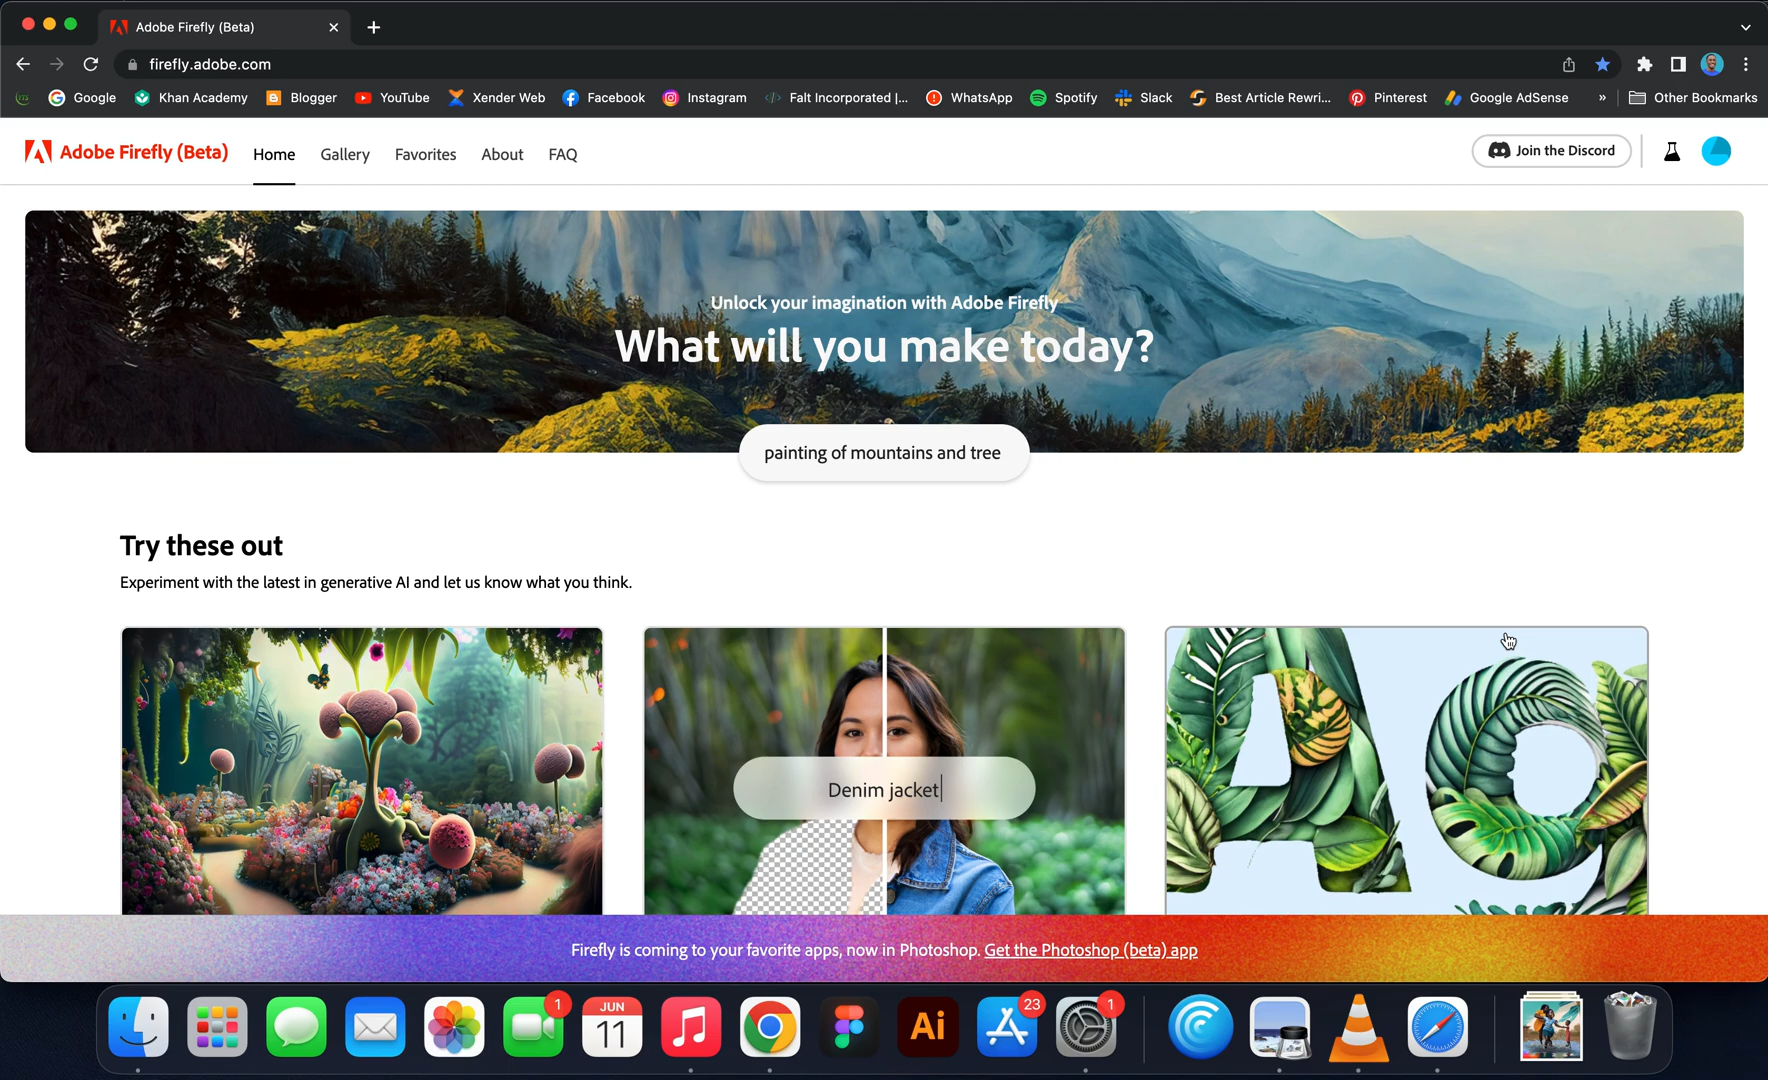 Adobe Firefly (Beta)
firefly.adobe.com
Google Khan Academy Blogger YouTube Xender Web Facebook Instagram Falt Incorporated |... WhatsApp Spotify Slack Best Article Rewri... Pinterest Google AdSense » Other Bookmarks
Adobe Firefly (Beta) Home Gallery Favorites About FAQ Join the Discord
Unlock your imagination with Adobe Firefly
What will you make today?
painting of mountains and tree
Try these out
Experiment with the latest in generative AI and let us know what you think.
Denim jacket
Ag
Firefly is coming to your favorite apps, now in Photoshop. Get the Photoshop (beta) app
1 JUN 23 1
11 Ai